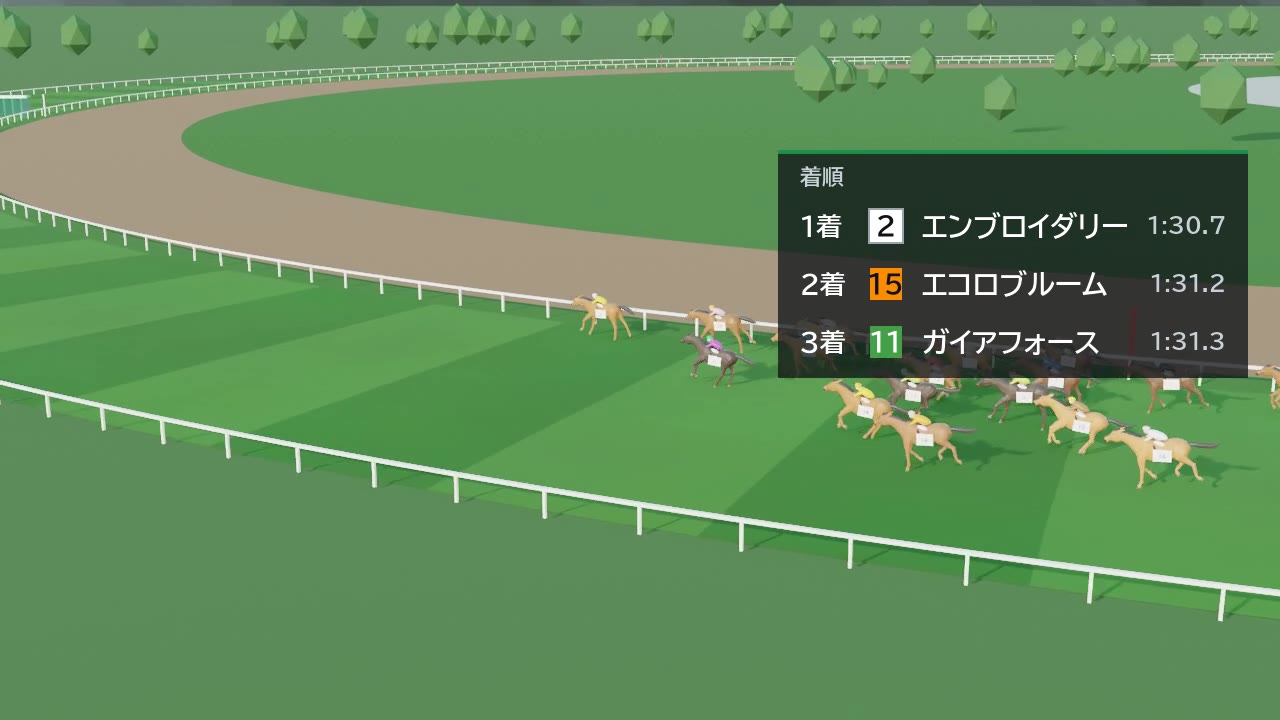 着順
1着 2 エンブロイダリー 1:30.7
2着 15 エコロブルーム 1:31.2
3着 11 ガイアフォース 1:31.3